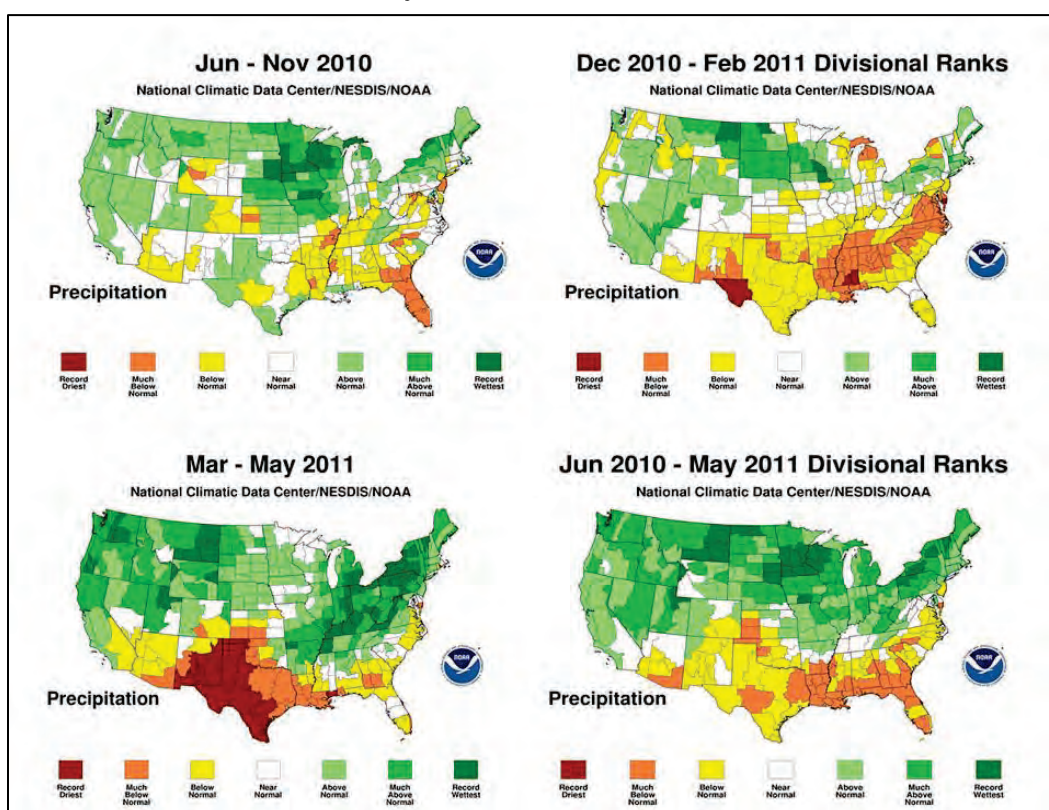 Jun - Nov 2010
National Climatic Data Center/NESDIS/NOAA
NOAA
Precipitation
Record Driest
Much Below Normal
Below Normal
Near Normal
Above Normal
Much Above Normal
Record Wettest
Dec 2010 - Feb 2011 Divisional Ranks
National Climatic Data Center/NESDIS/NOAA
NOAA
Precipitation
Record Driest
Much Below Normal
Below Normal
Near Normal
Above Normal
Much Above Normal
Record Wettest
Mar - May 2011
National Climatic Data Center/NESDIS/NOAA
NOAA
Precipitation
Record Driest
Much Below Normal
Below Normal
Near Normal
Above Normal
Much Above Normal
Record Wettest
Jun 2010 - May 2011 Divisional Ranks
National Climatic Data Center/NESDIS/NOAA
NOAA
Precipitation
Record Driest
Much Below Normal
Below Normal
Near Normal
Above Normal
Much Above Normal
Record Wettest